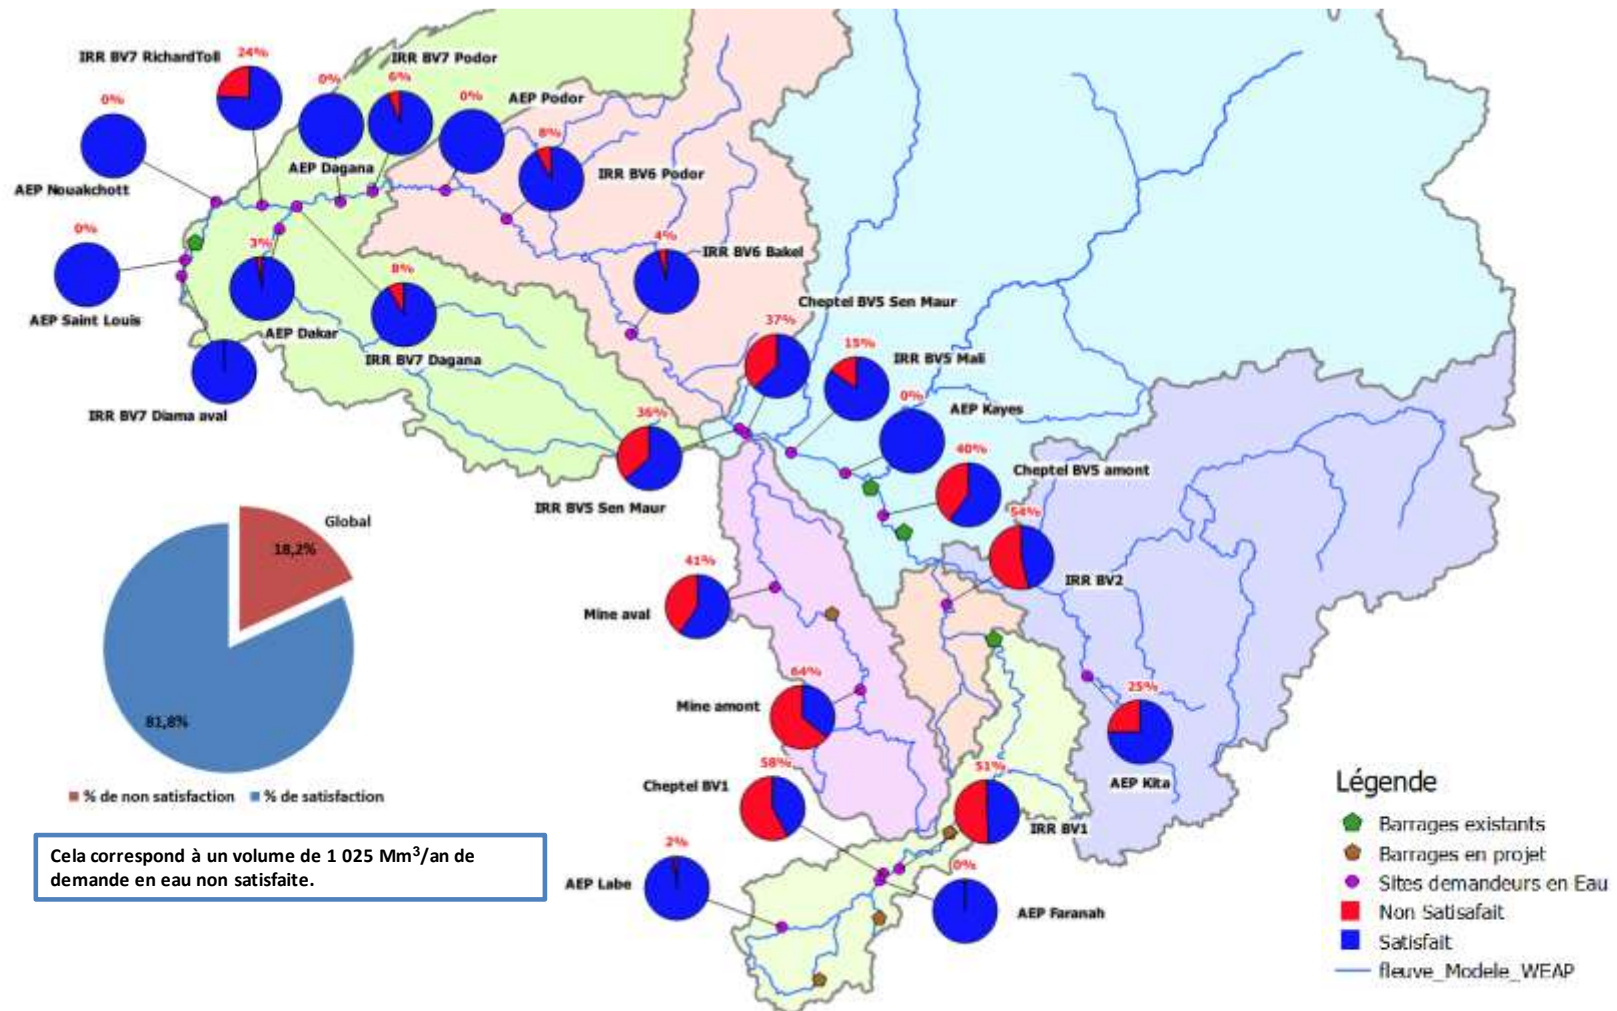 IRR BV7 RichardToll
24%
IRR BV7 Podor
6%
0%
0%
AEP Podor
0%
8%
AEP Dagana
IRR BV6 Podor
AEP Nouakchott
0%
3%
4%
IRR BV6 Bakel
8%
AEP Saint Louis
AEP Dakar
IRR BV7 Dagana
Cheptel BV5 Sen Maur
37%
15%
IRR BV5 Mali
IRR BV7 Diama aval
36%
0%
AEP Kayes
40%
Cheptel BV5 amont
IRR BV5 Sen Maur
54%
IRR BV2
Global
18,2%
41%
Mine aval
64%
Mine amont
25%
81,8%
AEP Kita
58%
Cheptel BV1
51%
IRR BV1
% de non satisfaction
% de satisfaction
Cela correspond à un volume de 1 025 Mm³/an de
demande en eau non satisfaite.
2%
AEP Labe
0%
AEP Faranah
Légende
Barrages existants
Barrages en projet
Sites demandeurs en Eau
Non Satisafait
Satisfait
fleuve_Modele_WEAP